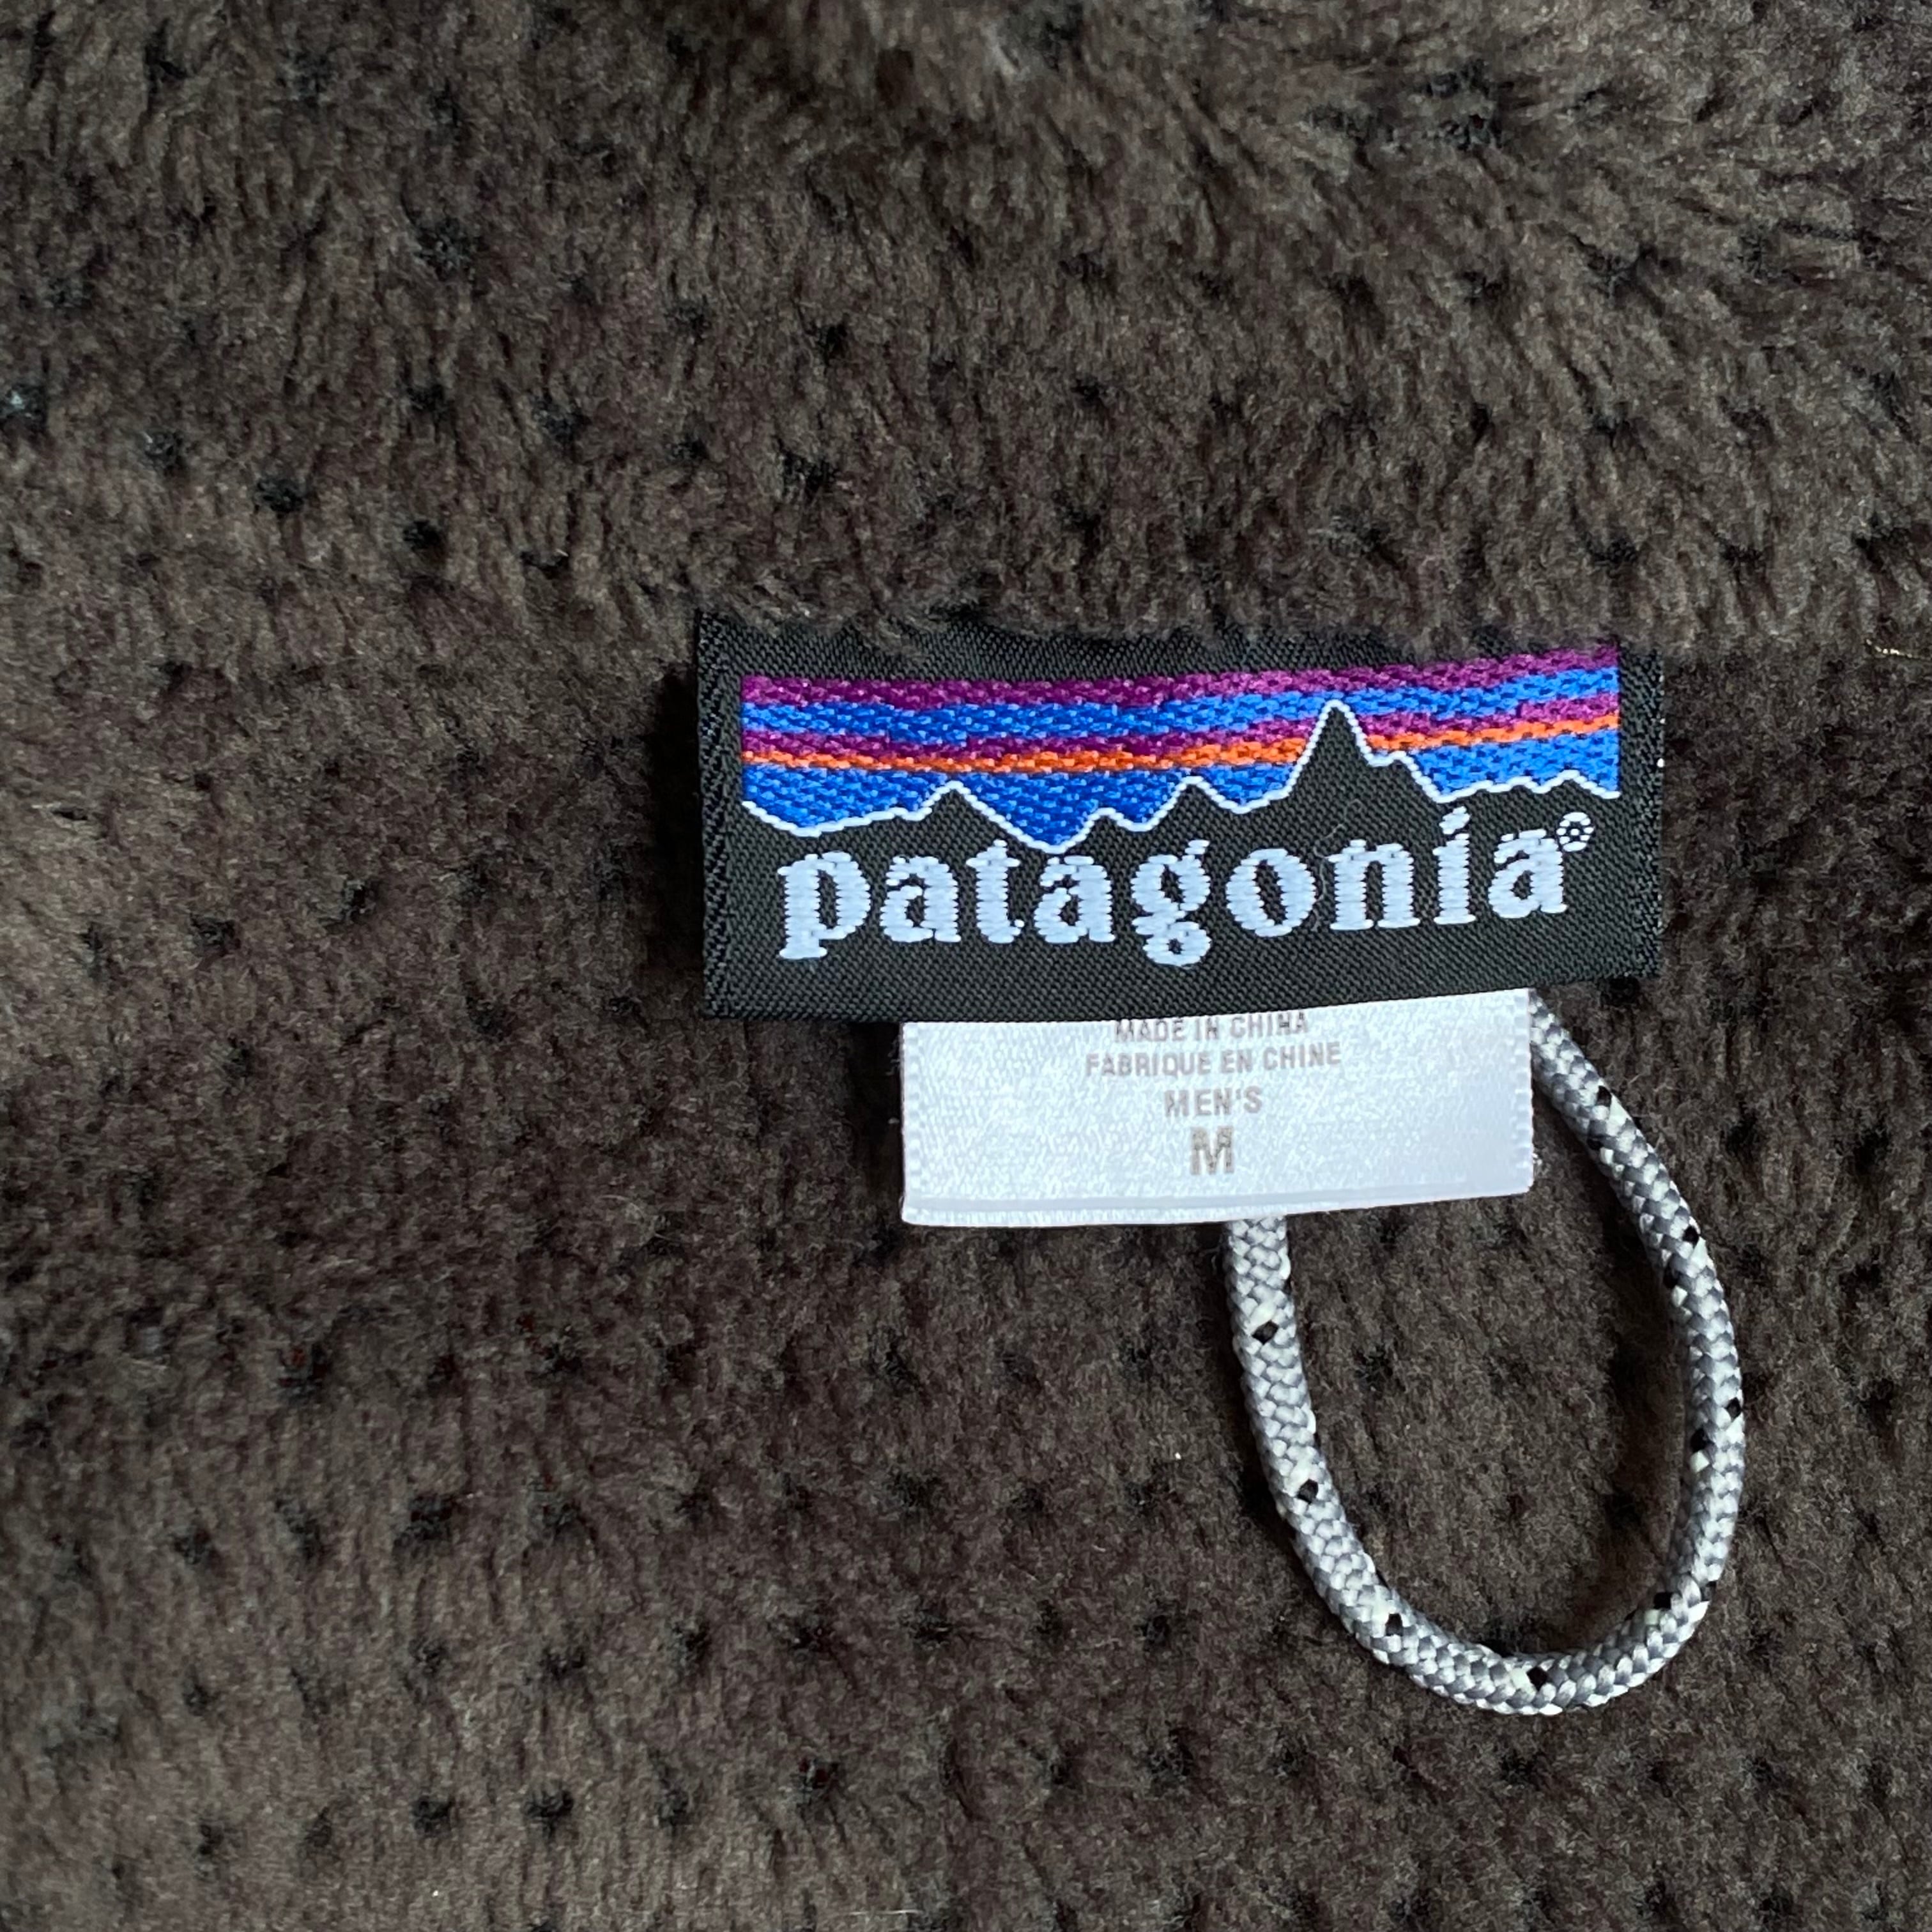 patagonia®
MADE IN CHINA
FABRIQUE EN CHINE
MEN'S
M